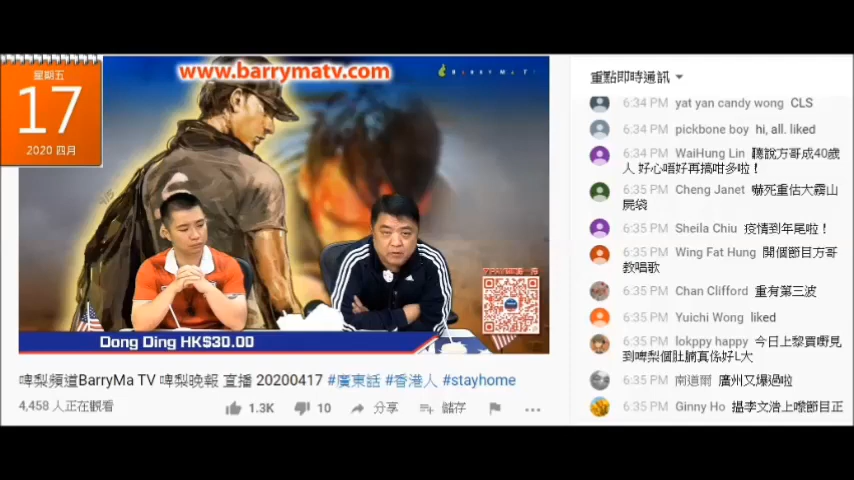 星期五
17
2020 四月
www.barrymatv.com
BARRYMATV
Dong Ding HK$30.00
啤梨頻道BarryMa TV 啤梨晚報 直播 20200417 #廣東話 #香港人 #stayhome
4,458 人正在觀看
1.3K
10
分享
儲存
重點即時通訊
6:34 PM yat yan candy wong CLS
6:34 PM pickbone boy hi, all. liked
6:34 PM WaiHung Lin 聽說方哥成40歲
人 好心唔好再搞咁多啦！
6:35 PM Cheng Janet 嚇死重估大霧山
屍袋
6:35 PM Sheila Chiu 疫情到年尾啦！
6:35 PM Wing Fat Hung 開個節目方哥
教唱歌
6:35 PM Chan Clifford 重有第三波
6:35 PM Yuichi Wong liked
6:35 PM lokppy happy 今日上黎買嘢見
到啤梨個肚腩真係好L大
6:35 PM 南道爾 廣州又爆過啦
6:35 PM Ginny Ho 搵李文浩上嚟節目正